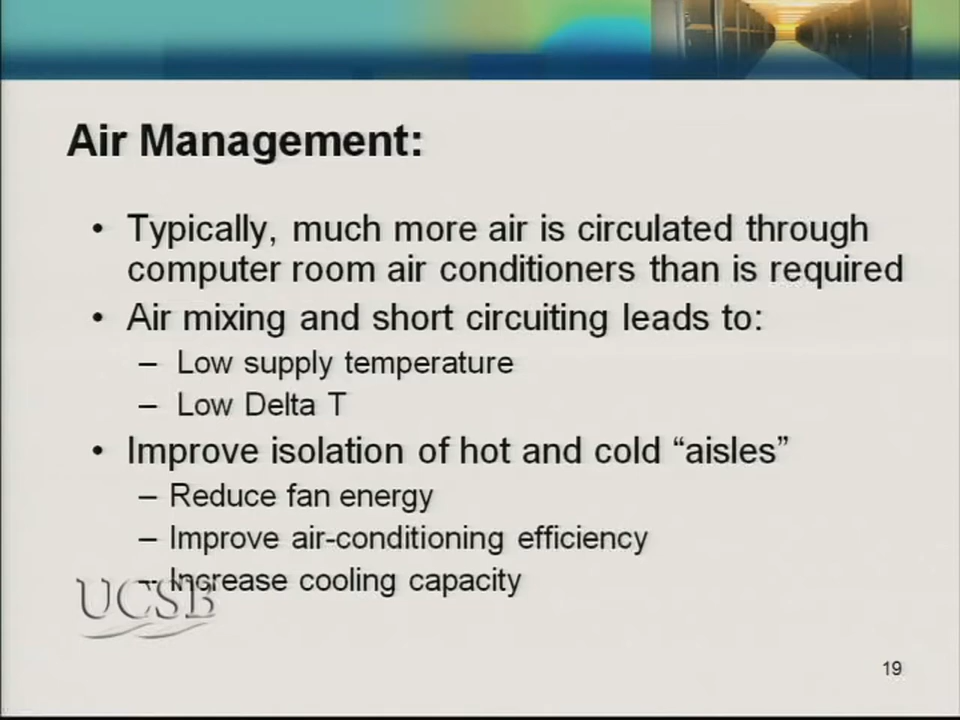 Air Management:
• Typically, much more air is circulated through
computer room air conditioners than is required
• Air mixing and short circuiting leads to:
– Low supply temperature
– Low Delta T
• Improve isolation of hot and cold “aisles”
– Reduce fan energy
– Improve air-conditioning efficiency
– Increase cooling capacity
UCSB
19